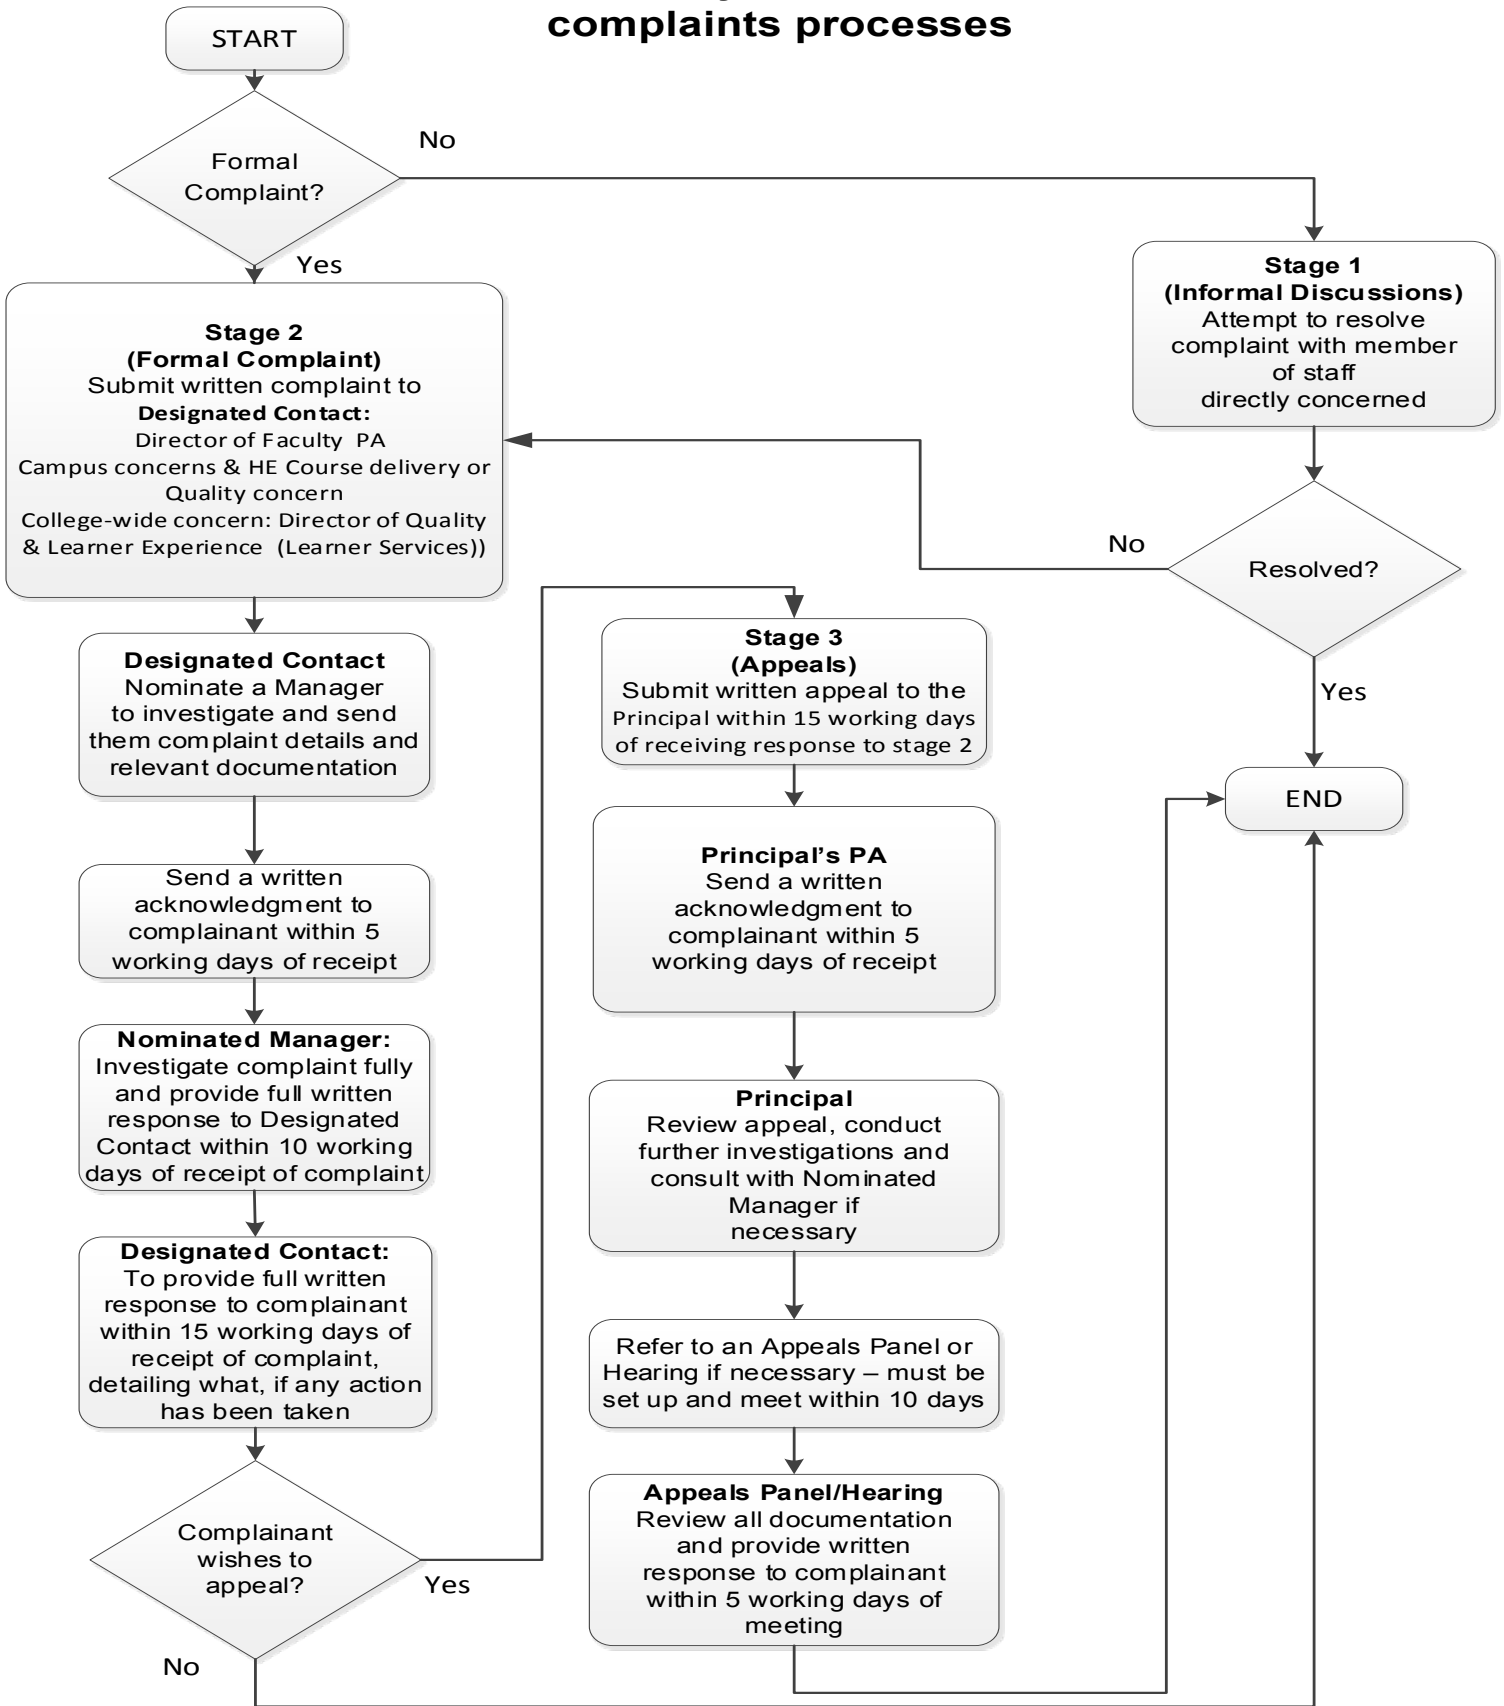 complaints processes
START
Formal
Complaint?
No
Yes
Stage 1
(Informal Discussions)
Attempt to resolve
complaint with member
of staff
directly concerned
Resolved?
No
Yes
END
Stage 2
(Formal Complaint)
Submit written complaint to
Designated Contact:
Director of Faculty PA
Campus concerns & HE Course delivery or
Quality concern
College-wide concern: Director of Quality
& Learner Experience (Learner Services))
Designated Contact
Nominate a Manager
to investigate and send
them complaint details and
relevant documentation
Send a written
acknowledgment to
complainant within 5
working days of receipt
Nominated Manager:
Investigate complaint fully
and provide full written
response to Designated
Contact within 10 working
days of receipt of complaint
Designated Contact:
To provide full written
response to complainant
within 15 working days of
receipt of complaint,
detailing what, if any action
has been taken
Complainant
wishes to
appeal?
Yes
No
Stage 3
(Appeals)
Submit written appeal to the
Principal within 15 working days
of receiving response to stage 2
Principal’s PA
Send a written
acknowledgment to
complainant within 5
working days of receipt
Principal
Review appeal, conduct
further investigations and
consult with Nominated
Manager if
necessary
Refer to an Appeals Panel or
Hearing if necessary – must be
set up and meet within 10 days
Appeals Panel/Hearing
Review all documentation
and provide written
response to complainant
within 5 working days of
meeting